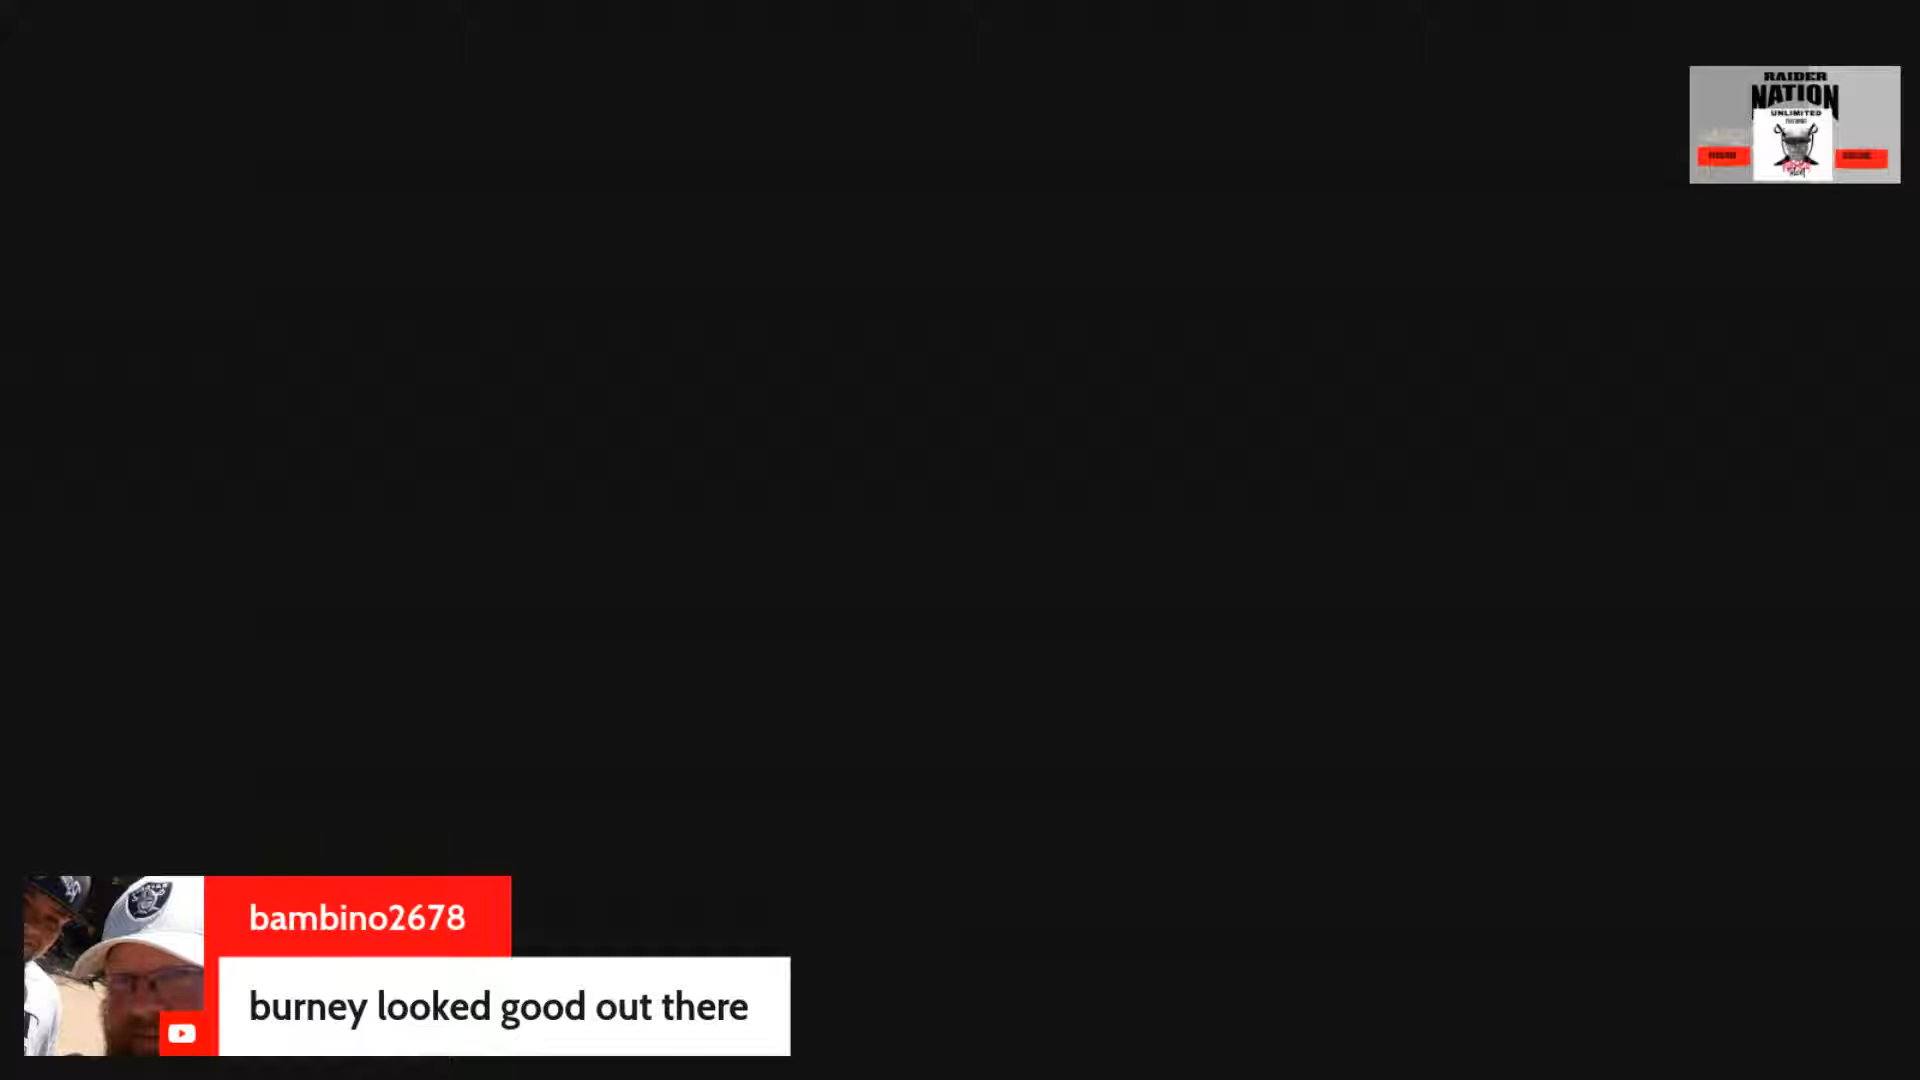 RAIDER
NATION
UNLIMITED
bambino2678
burney looked good out there